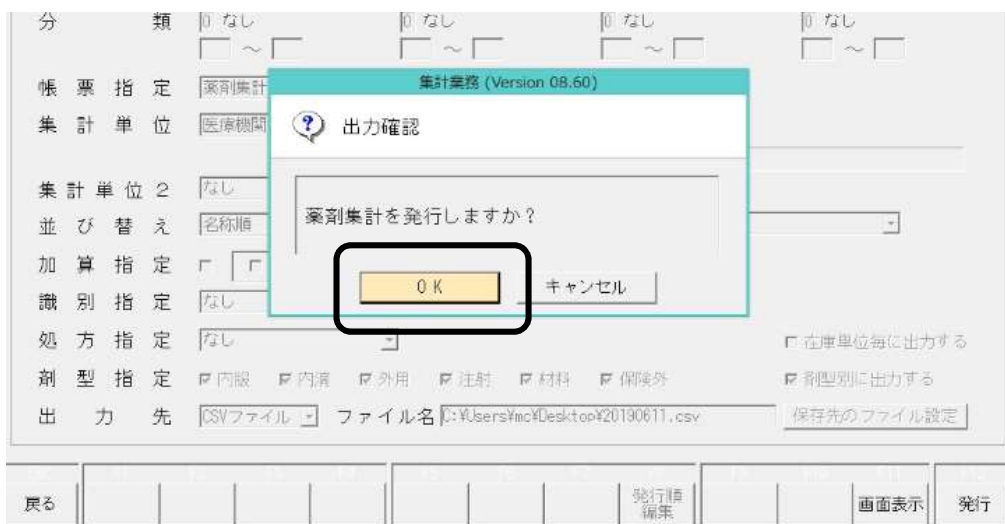 分 類 0 なし 0 なし 0 なし 0 なし
～ ～ ～ ～
帳票指定 薬剤集計
集計単位 医療機関
集計単位2 なし
並び替え 名称順
加算指定
識別指定 なし
処方指定 なし 在庫単位毎に出力する
剤型指定 内服 内滴 外用 注射 材料 保険外 剤型別に出力する
出力先 CSVファイル ファイル名 C:¥Users¥mc¥Desktop¥20190611.csv 保存先のファイル設定
集計業務 (Version 08.60)
出力確認
薬剤集計を発行しますか？
OK キャンセル
戻る 発行順編集 画面表示 発行